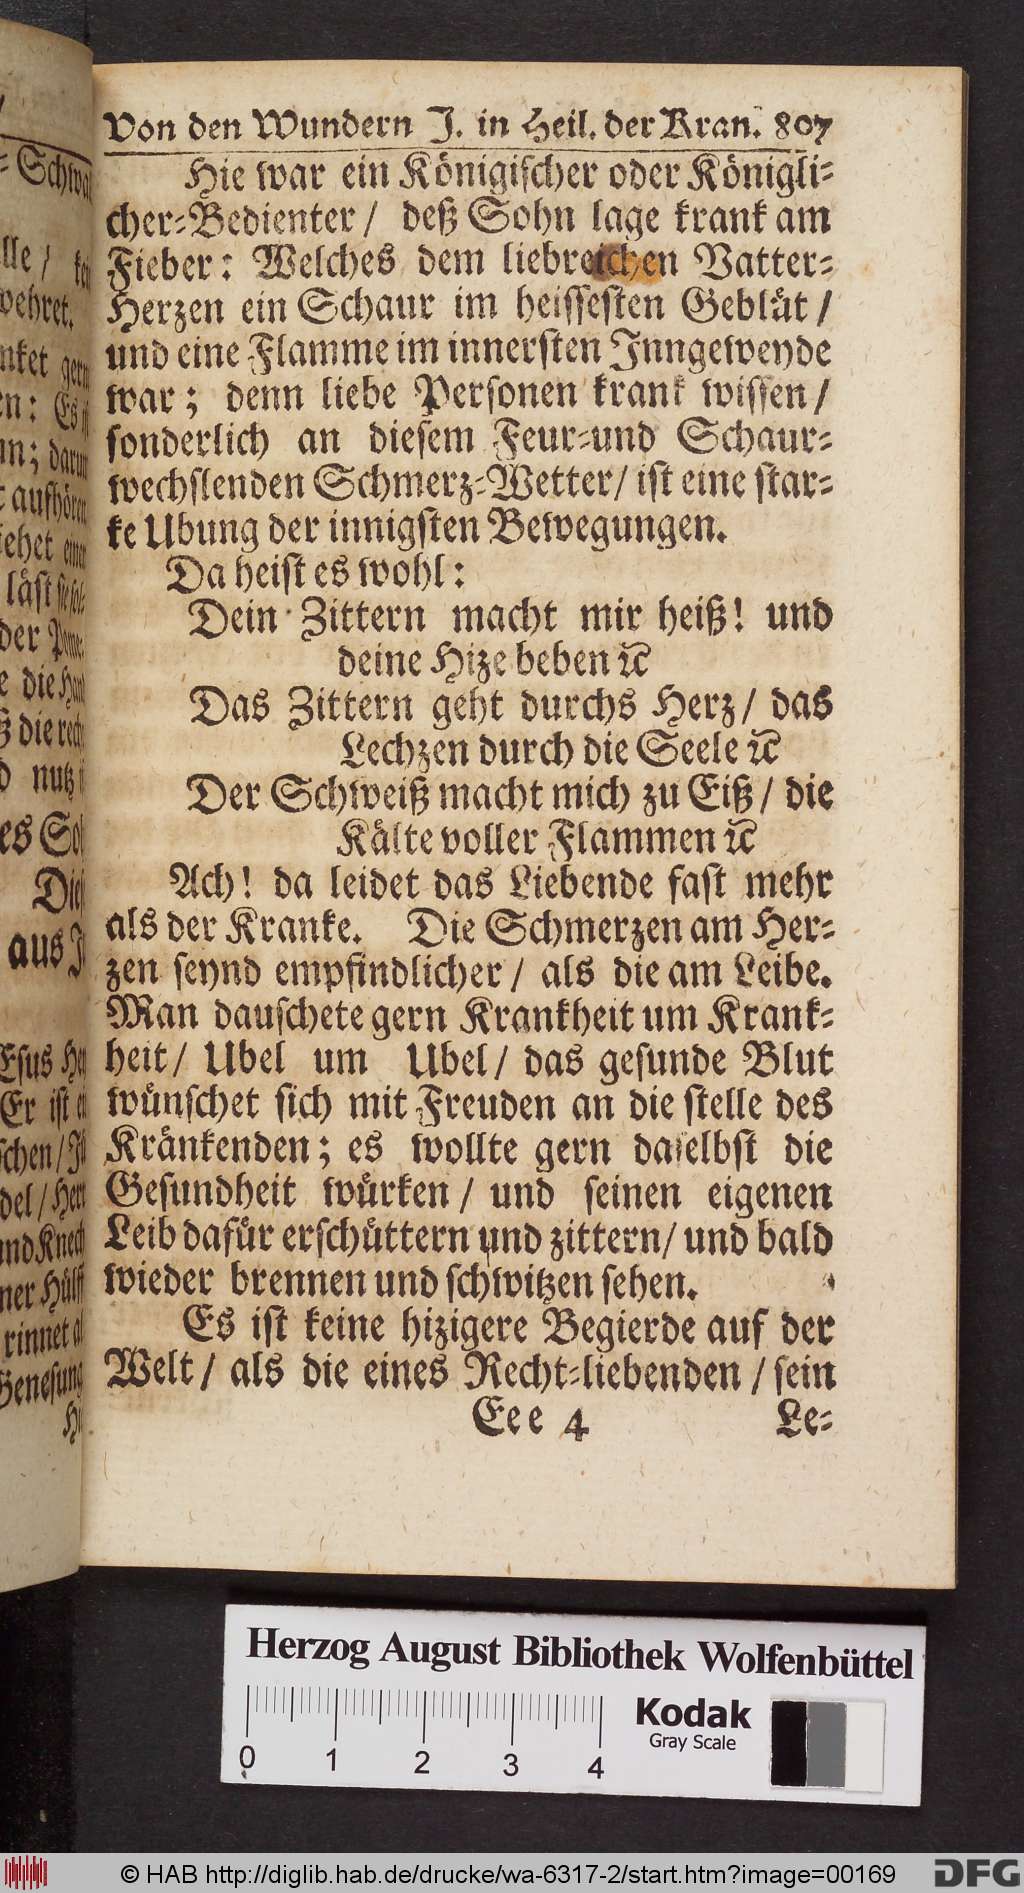 Von den Wundern J. in Heil. der Kran. 807
Hie war ein Königischer oder Königli⸗
cher⸗Bedienter / deß Sohn lage krank am
Fieber: Welches dem liebreichen Vatter⸗
Herzen ein Schaur im heissesten Geblüt /
und eine Flamme im innersten Jnngeweyde
war; denn liebe Personen krank wissen /
sonderlich an diesem Feur⸗und Schaur⸗
wechslenden Schmerz⸗Wetter / ist eine star⸗
ke Ubung der innigsten Bewegungen.
Da heist es wohl:
Dein Zittern macht mir heiß! und
deine Hize beben ꝛc
Das Zittern geht durchs Herz / das
Lechzen durch die Seele ꝛc
Der Schweiß macht mich zu Eiß / die
Kälte voller Flammen ꝛc
Ach! da leidet das Liebende fast mehr
als der Kranke. Die Schmerzen am Her⸗
zen seynd empfindlicher / als die am Leibe.
Man dauschete gern Krankheit um Krank⸗
heit / Ubel um Ubel / das gesunde Blut
wünschet sich mit Freuden an die stelle des
Kränkenden; es wollte gern daselbst die
Gesundheit würken / und seinen eigenen
Leib dafür erschüttern und zittern / und bald
wieder brennen und schwitzen sehen.
Es ist keine hizigere Begierde auf der
Welt / als die eines Recht⸗liebenden / sein
Eee 4 Le⸗
Herzog August Bibliothek Wolfenbüttel
Kodak
Gray Scale
0 1 2 3 4
© HAB http://diglib.hab.de/drucke/wa-6317-2/start.htm?image=00169
DFG